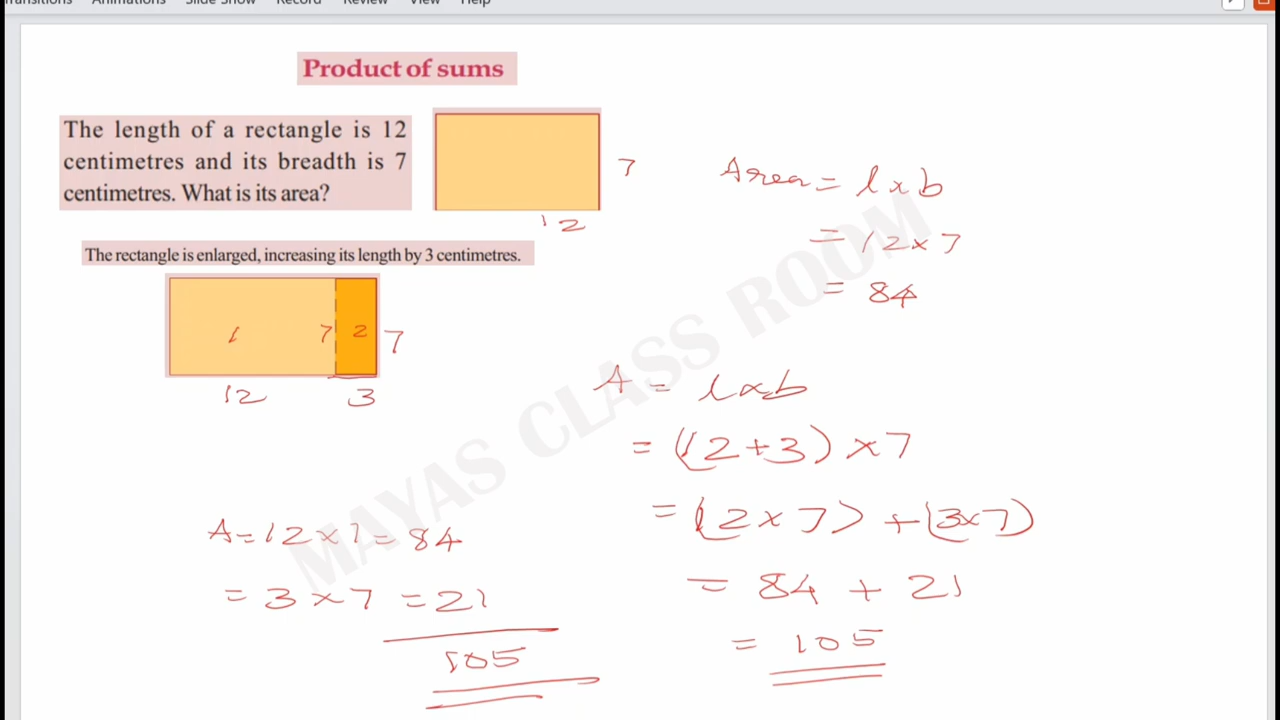 Transitions Animations Slide Show Record Review View Help
Product of sums
The length of a rectangle is 12
centimetres and its breadth is 7
centimetres. What is its area?
7
12
Area = l x b
= 12 x 7
= 84
The rectangle is enlarged, increasing its length by 3 centimetres.
1 7 2 7
12 3
A = l x b
= (12+3) x 7
= (12 x 7) + (3x7)
= 84 + 21
= 105
A = 12 x 7 = 84
= 3 x 7 = 21
105
MAYAS CLASS ROOM